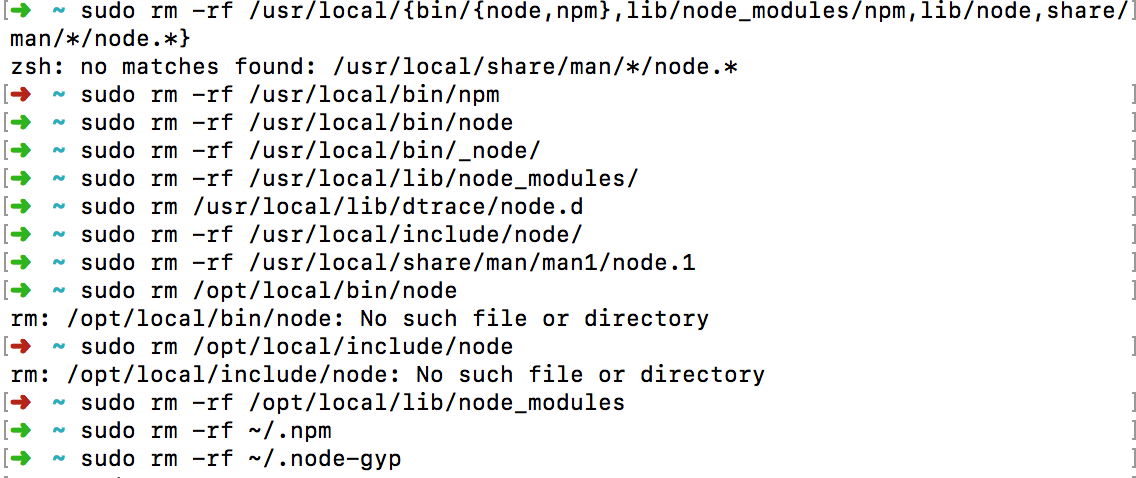 [➜  ~ sudo rm -rf /usr/local/{bin/{node,npm},lib/node_modules/npm,lib/node,share/]
man/*/node.*}
zsh: no matches found: /usr/local/share/man/*/node.*
[➜  ~ sudo rm -rf /usr/local/bin/npm ]
[➜  ~ sudo rm -rf /usr/local/bin/node ]
[➜  ~ sudo rm -rf /usr/local/bin/_node/ ]
[➜  ~ sudo rm -rf /usr/local/lib/node_modules/ ]
[➜  ~ sudo rm /usr/local/lib/dtrace/node.d ]
[➜  ~ sudo rm -rf /usr/local/include/node/ ]
[➜  ~ sudo rm -rf /usr/local/share/man/man1/node.1 ]
[➜  ~ sudo rm /opt/local/bin/node ]
rm: /opt/local/bin/node: No such file or directory
[➜  ~ sudo rm /opt/local/include/node ]
rm: /opt/local/include/node: No such file or directory
[➜  ~ sudo rm -rf /opt/local/lib/node_modules ]
[➜  ~ sudo rm -rf ~/.npm ]
[➜  ~ sudo rm -rf ~/.node-gyp ]